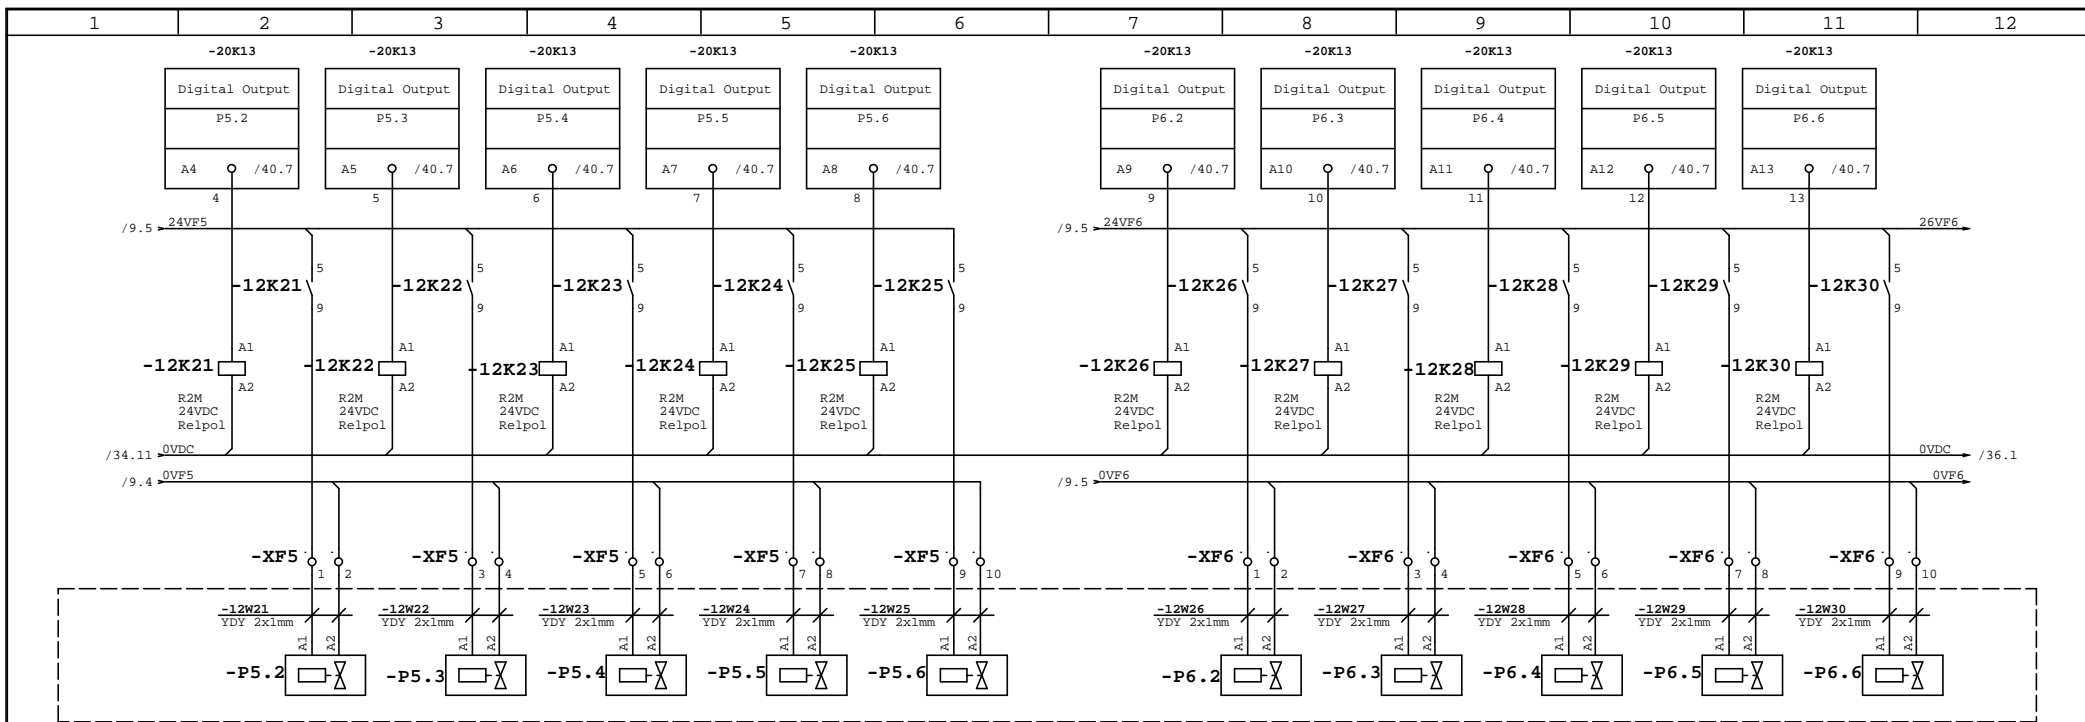 1 2 3 4 5 6 7 8 9 10 11 12
-20K13 -20K13 -20K13 -20K13 -20K13 -20K13 -20K13 -20K13 -20K13 -20K13
Digital Output Digital Output Digital Output Digital Output Digital Output Digital Output Digital Output Digital Output Digital Output Digital Output
P5.2 P5.3 P5.4 P5.5 P5.6 P6.2 P6.3 P6.4 P6.5 P6.6
A4 /40.7 A5 /40.7 A6 /40.7 A7 /40.7 A8 /40.7 A9 /40.7 A10 /40.7 A11 /40.7 A12 /40.7 A13 /40.7
4 5 6 7 8 9 10 11 12 13
/9.5 24VF5 /9.5 24VF6 26VF6
5 5 5 5 5 5 5 5 5 5
-12K21 -12K22 -12K23 -12K24 -12K25 -12K26 -12K27 -12K28 -12K29 -12K30
9 9 9 9 9 9 9 9 9 9
A1 A1 A1 A1 A1 A1 A1 A1 A1 A1
-12K21 -12K22 -12K23 -12K24 -12K25 -12K26 -12K27 -12K28 -12K29 -12K30
A2 A2 A2 A2 A2 A2 A2 A2 A2 A2
R2M R2M R2M R2M R2M R2M R2M R2M R2M R2M
24VDC 24VDC 24VDC 24VDC 24VDC 24VDC 24VDC 24VDC 24VDC 24VDC
Relpol Relpol Relpol Relpol Relpol Relpol Relpol Relpol Relpol Relpol
/34.11 0VDC 0VDC /36.1
/9.4 0VF5 /9.5 0VF6 0VF6
-XF5 -XF5 -XF5 -XF5 -XF5 -XF6 -XF6 -XF6 -XF6 -XF6
1 2 3 4 5 6 7 8 9 10 1 2 3 4 5 6 7 8 9 10
-12W21 -12W22 -12W23 -12W24 -12W25 -12W26 -12W27 -12W28 -12W29 -12W30
YDY 2x1mm YDY 2x1mm YDY 2x1mm YDY 2x1mm YDY 2x1mm YDY 2x1mm YDY 2x1mm YDY 2x1mm YDY 2x1mm YDY 2x1mm
A1 A2 A1 A2 A1 A2 A1 A2 A1 A2 A1 A2 A1 A2 A1 A2 A1 A2 A1 A2
-P5.2 -P5.3 -P5.4 -P5.5 -P5.6 -P6.2 -P6.3 -P6.4 -P6.5 -P6.6